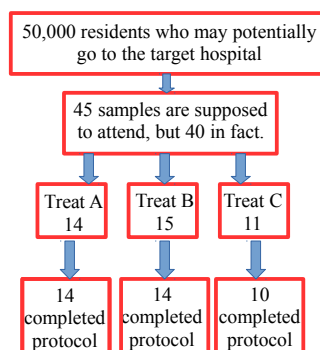 50,000 residents who may potentially
go to the target hospital
45 samples are supposed
to attend, but 40 in fact.
Treat A
14
Treat B
15
Treat C
11
14
completed
protocol
14
completed
protocol
10
completed
protocol